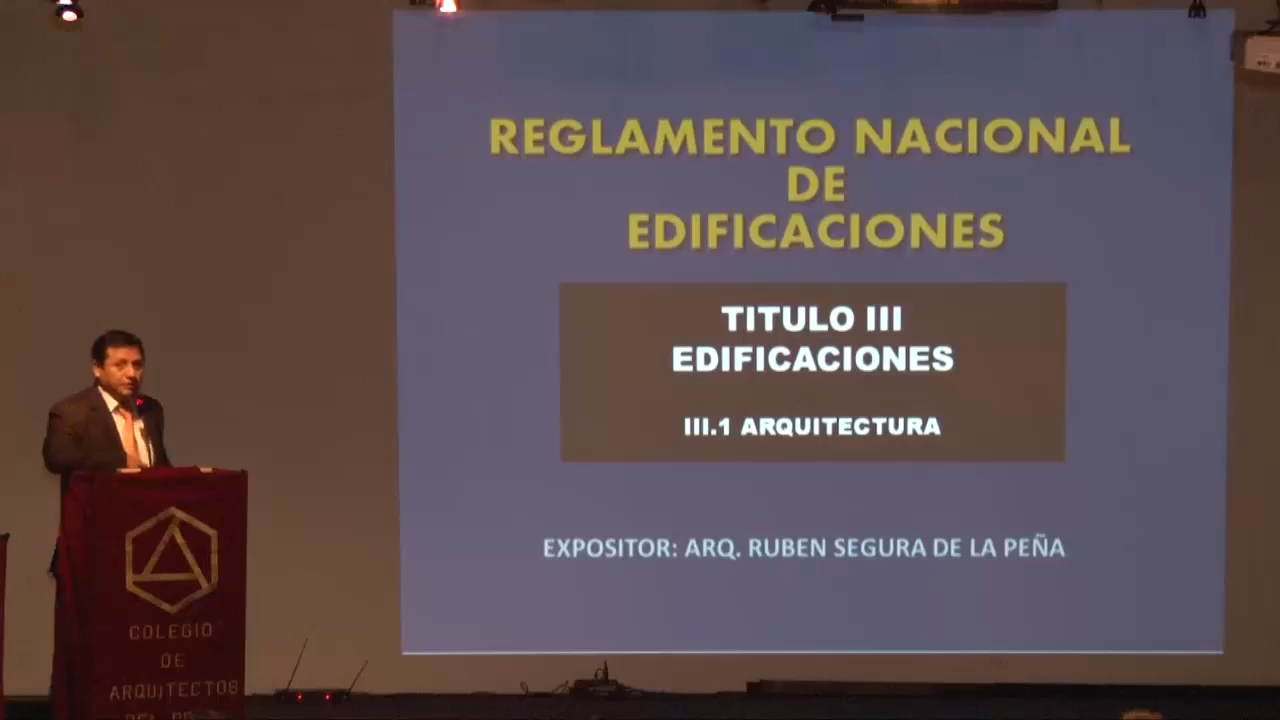 REGLAMENTO NACIONAL
DE
EDIFICACIONES
TITULO III
EDIFICACIONES
III.1 ARQUITECTURA
EXPOSITOR: ARQ. RUBEN SEGURA DE LA PEÑA
COLEGIO
DE
ARQUITECTOS
DEL